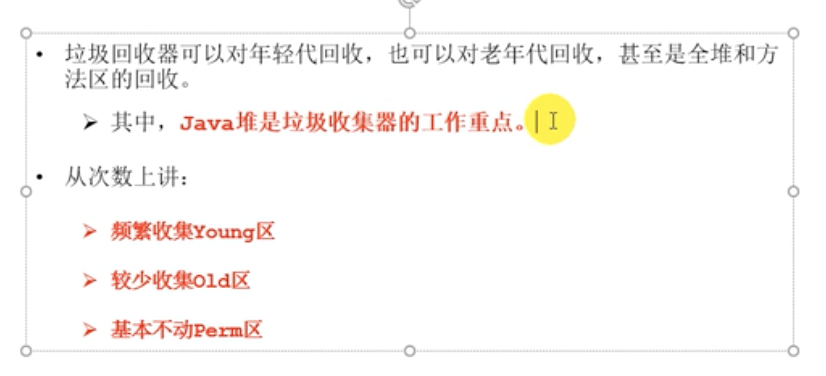 • 垃圾回收器可以对年轻代回收，也可以对老年代回收，甚至是全堆和方
法区的回收。
➢ 其中，Java堆是垃圾收集器的工作重点。
• 从次数上讲：
➢ 频繁收集Young区
➢ 较少收集Old区
➢ 基本不动Perm区